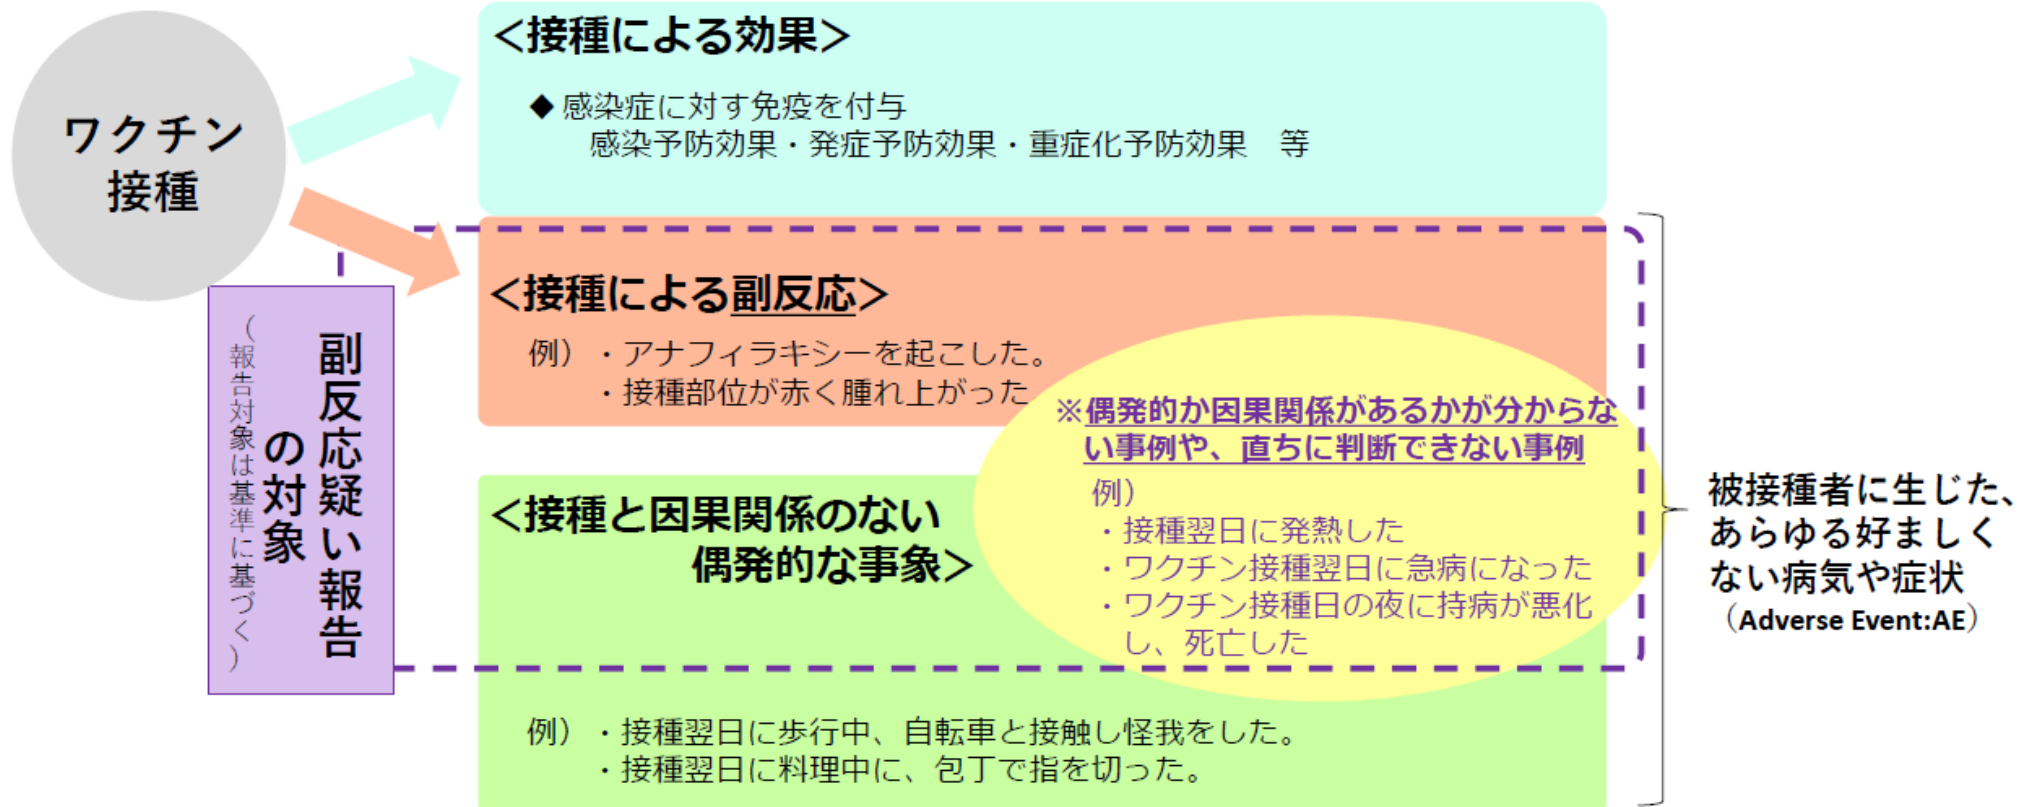 ワクチン
接種
＜接種による効果＞
◆ 感染症に対す免疫を付与
感染予防効果・発症予防効果・重症化予防効果　等
＜接種による副反応＞
例）・アナフィラキシーを起こした。
・接種部位が赤く腫れ上がった
副反応疑い報告
の対象
（報告対象は基準に基づく）
※偶発的か因果関係があるかが分からな
い事例や、直ちに判断できない事例
例）
・接種翌日に発熱した
・ワクチン接種翌日に急病になった
・ワクチン接種日の夜に持病が悪化
し、死亡した
＜接種と因果関係のない
偶発的な事象＞
例）・接種翌日に歩行中、自転車と接触し怪我をした。
・接種翌日に料理中に、包丁で指を切った。
被接種者に生じた、
あらゆる好ましく
ない病気や症状
（Adverse Event:AE）